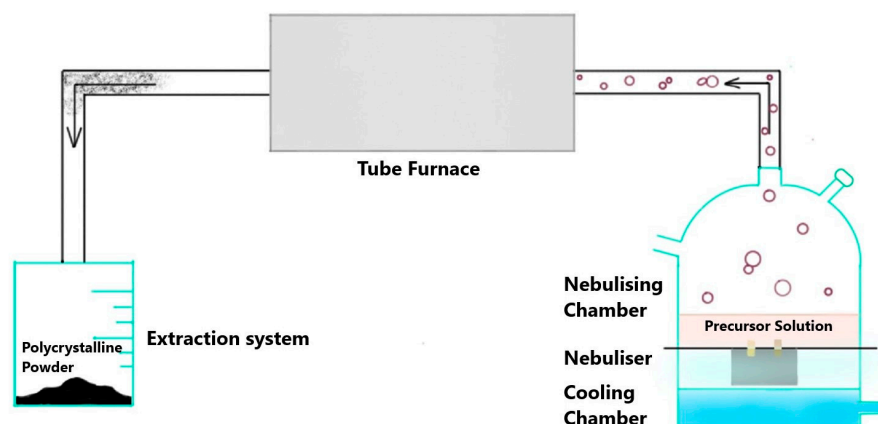 Tube Furnace
Nebulising
Chamber
Precursor Solution
Extraction system
Polycrystalline
Powder
Nebuliser
Cooling
Chamber